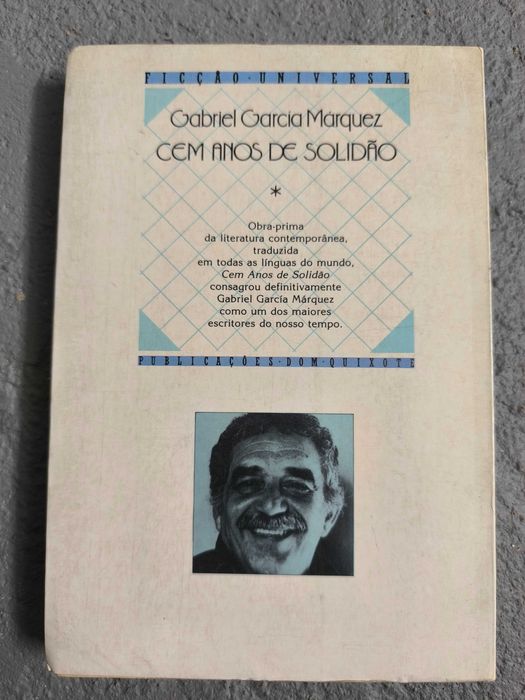 FICÇÃO · UNIVERSAL
Gabriel García Márquez
CEM ANOS DE SOLIDÃO
*
Obra-prima
da literatura contemporânea,
traduzida
em todas as línguas do mundo,
Cem Anos de Solidão
consagrou definitivamente
Gabriel García Márquez
como um dos maiores
escritores do nosso tempo.
PUBLICAÇÕES · DOM · QUIXOTE